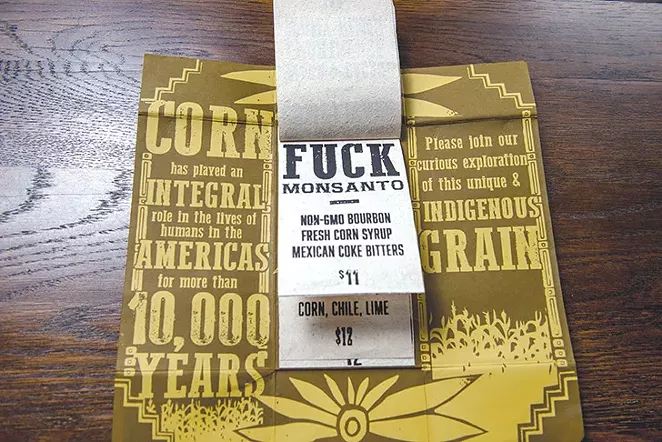 CORN
has played an
INTEGRAL
role in the lives of
humans in the
AMERICAS
for more than
10,000
YEARS
FUCK
MONSANTO
NON-GMO BOURBON
FRESH CORN SYRUP
MEXICAN COKE BITTERS
$11
CORN, CHILE, LIME
$12
12
Please join our
curious exploration
of this unique &
INDIGENOUS
GRAIN